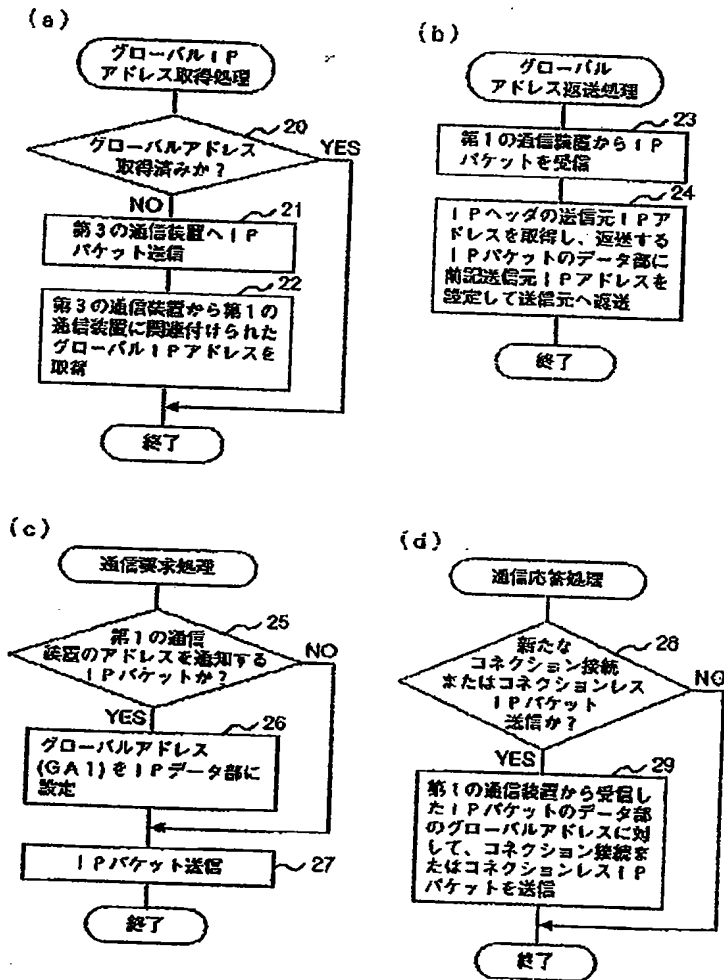 (a)
グローバルIP
アドレス取得処理
20
グローバルアドレス
取得済みか?
YES
NO
21
第3の通信装置へIP
パケット送信
22
第3の通信装置から第1の
通信装置に関連付けられた
グローバルIPアドレスを
取得
終了
(b)
グローバル
アドレス返送処理
23
第1の通信装置からIP
パケットを受信
24
IPヘッダの送信元IPア
ドレスを取得し、返送する
IPパケットのデータ部に
前記送信元IPアドレスを
設定して送信元へ返送
終了
(c)
通信要求処理
25
第1の通信
装置のアドレスを通知する
IPパケットか?
NO
YES
26
グローバルアドレス
(GA1)をIPデータ部に
設定
IPパケット送信
27
終了
(d)
通信応答処理
28
新たな
コネクション接続
またはコネクションレス
IPパケット
送信か?
NO
YES
29
第1の通信装置から受信し
たIPパケットのデータ部
のグローバルアドレスに対
して、コネクション接続ま
たはコネクションレスIP
パケットを送信
終了